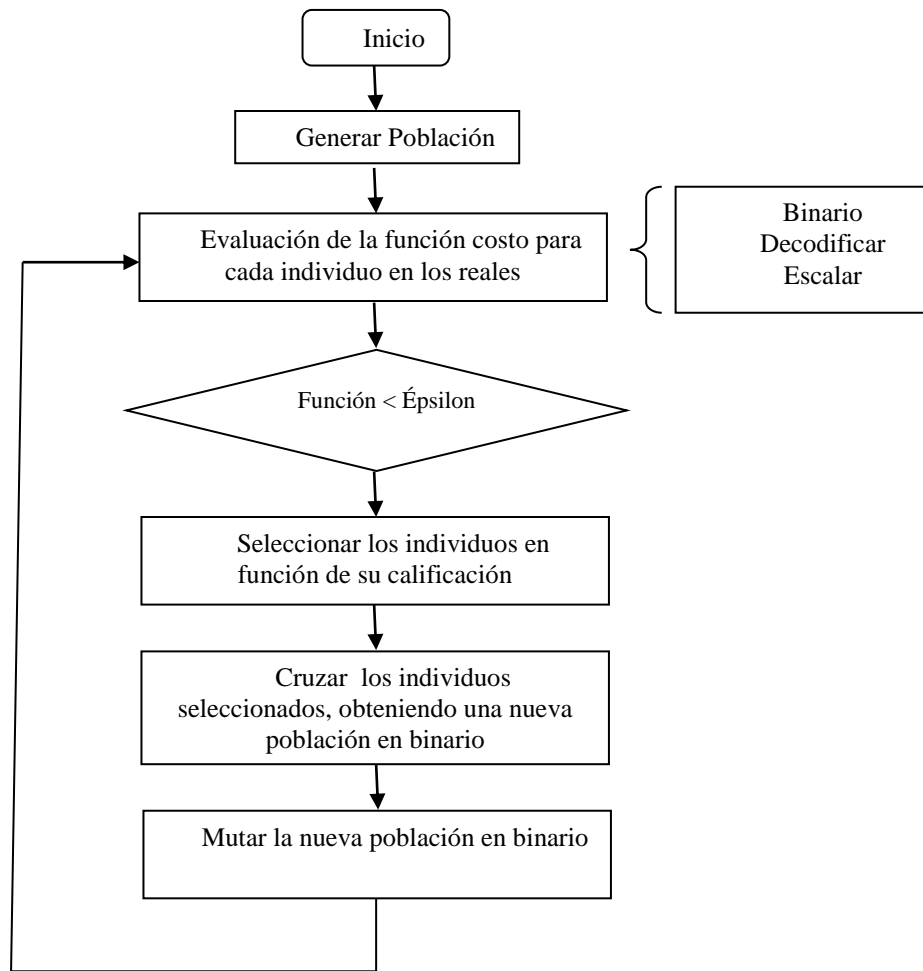 Inicio
Generar Población
Evaluación de la función costo para
cada individuo en los reales
Binario
Decodificar
Escalar
Función < Épsilon
Seleccionar los individuos en
función de su calificación
Cruzar los individuos
seleccionados, obteniendo una nueva
población en binario
Mutar la nueva población en binario